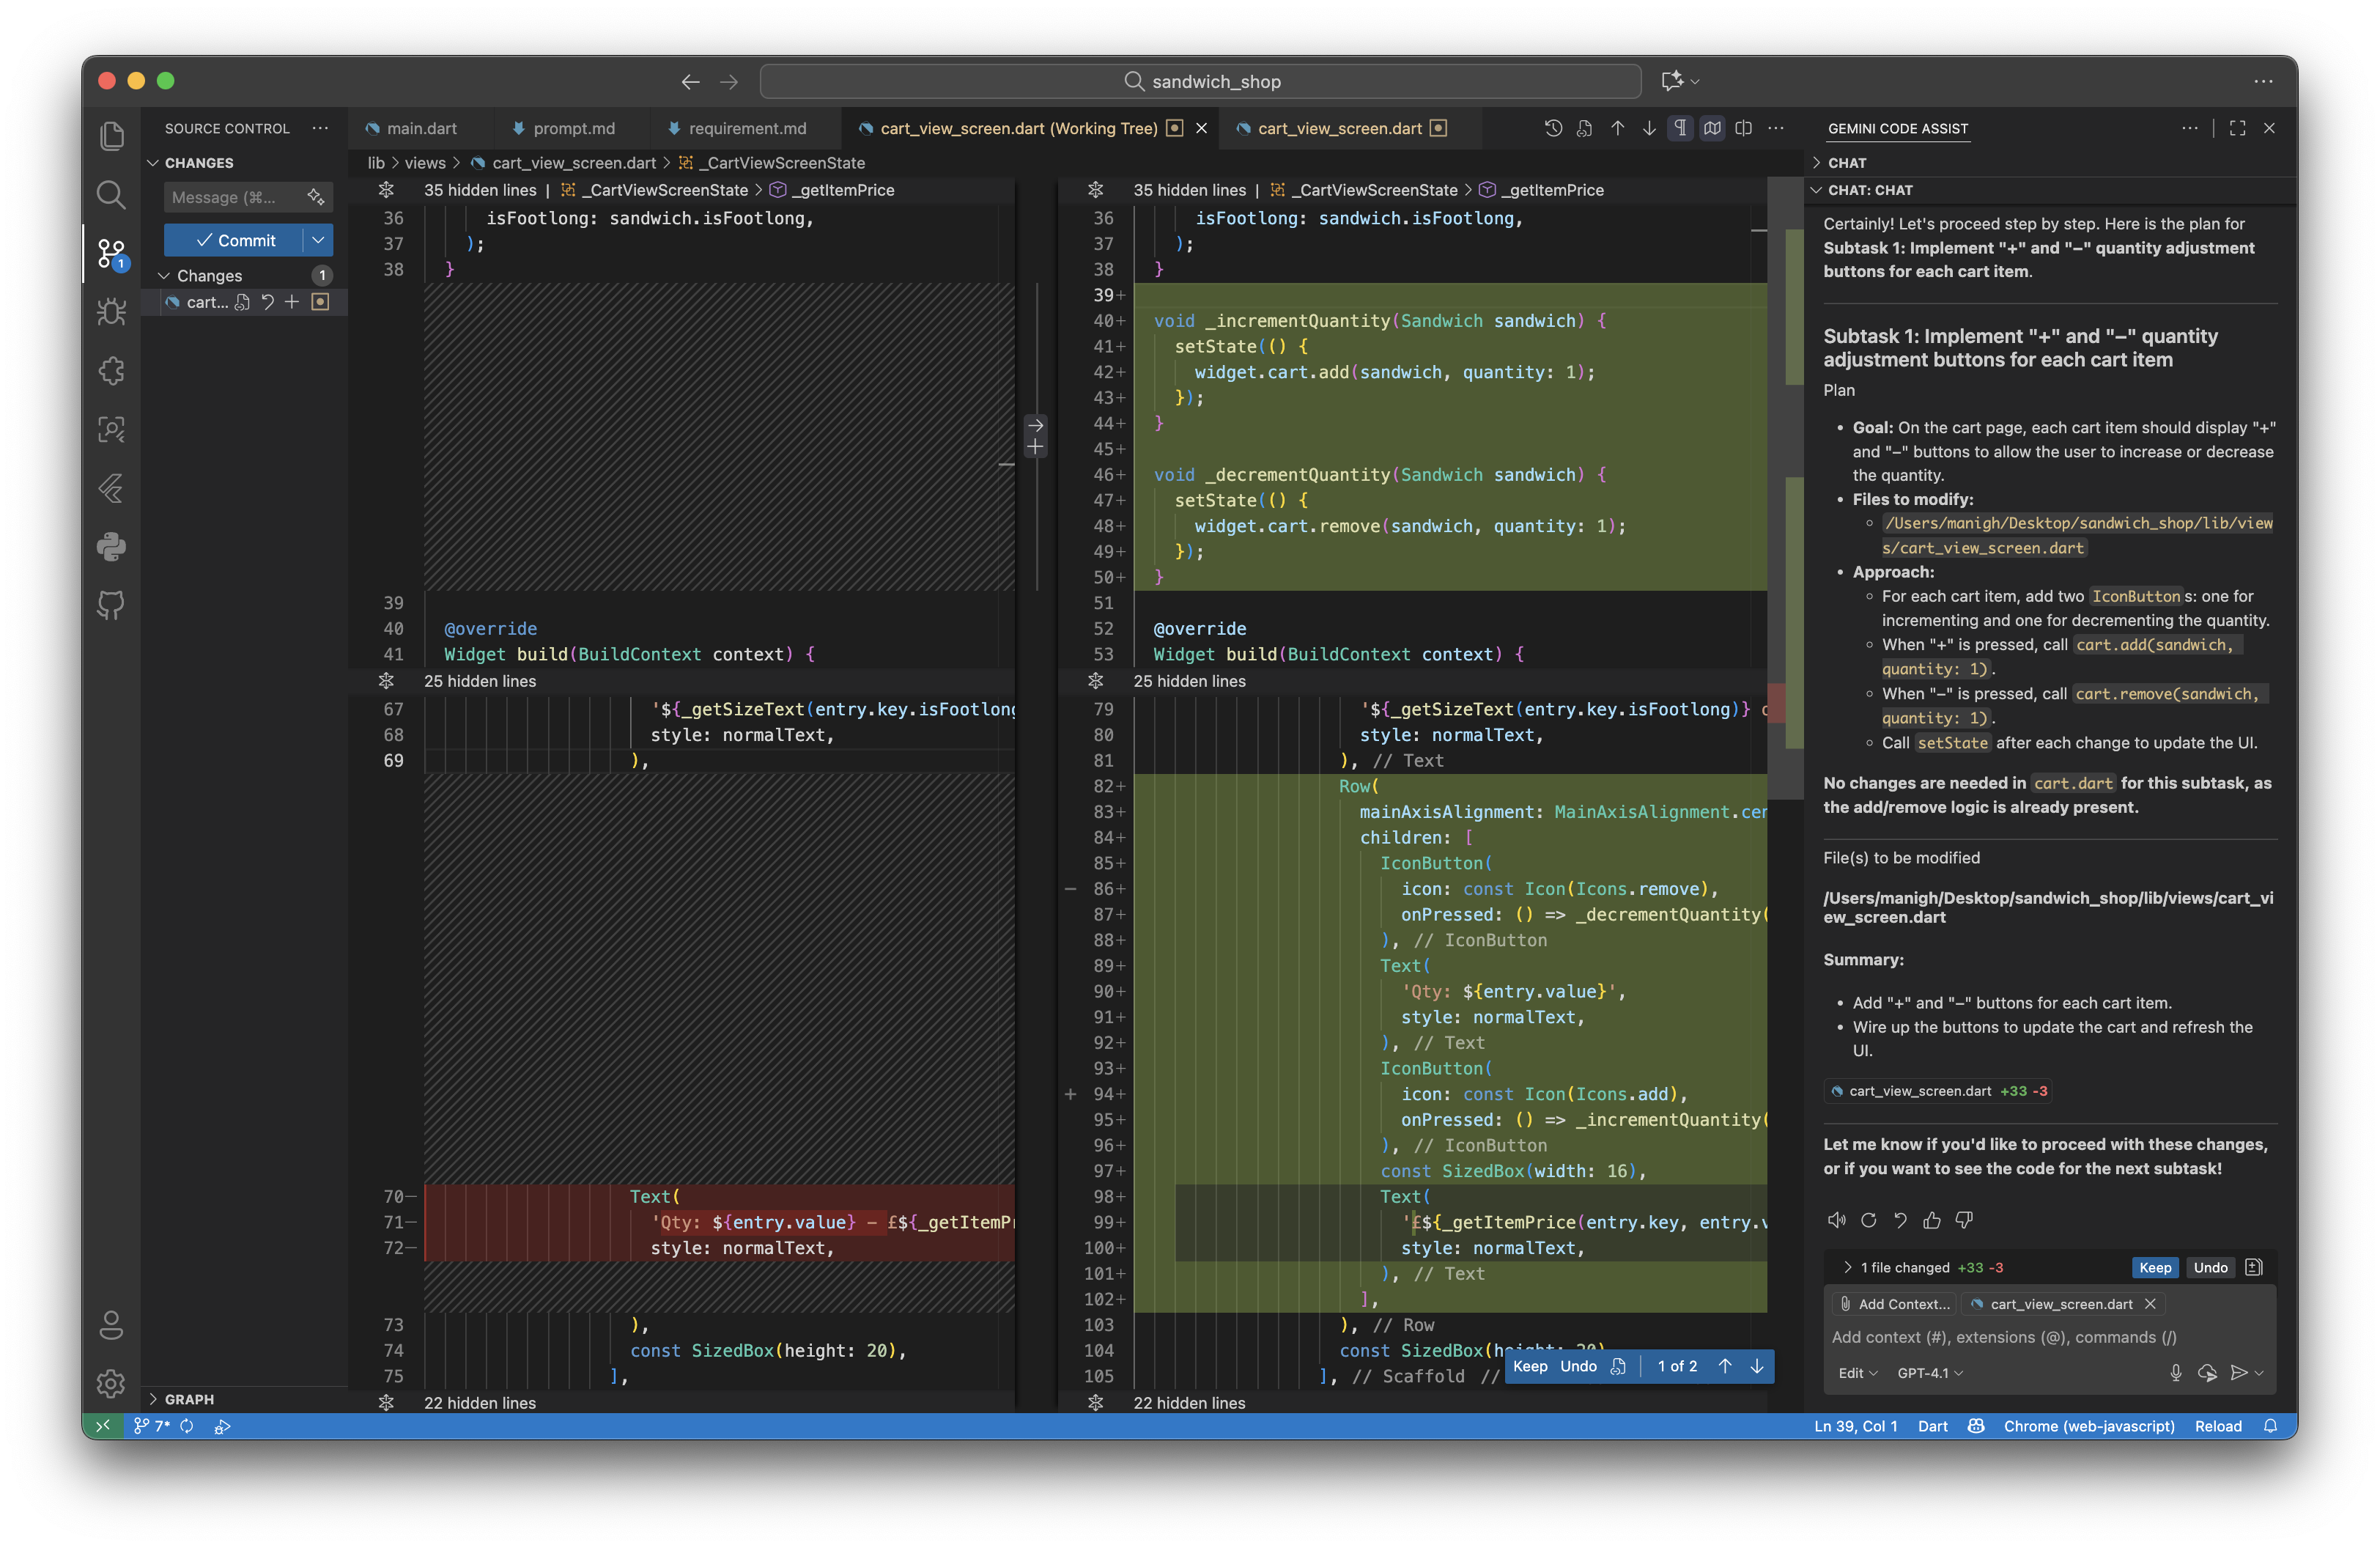 sandwich_shop
SOURCE CONTROL
CHANGES
Message (⌘...
Commit
Changes
1
cart...
1
GRAPH
main.dart
prompt.md
requirement.md
cart_view_screen.dart (Working Tree)
cart_view_screen.dart
lib > views > cart_view_screen.dart > _CartViewScreenState
35 hidden lines | _CartViewScreenState > _getItemPrice
36 isFootlong: sandwich.isFootlong,
37 );
38 }
39
40 @override
41 Widget build(BuildContext context) {
25 hidden lines
67 '${_getSizeText(entry.key.isFootlong
68 style: normalText,
69 ),
70— Text(
71— 'Qty: ${entry.value} - £${_getItemPr
72— style: normalText,
73 ),
74 const SizedBox(height: 20),
75 ],
22 hidden lines
35 hidden lines | _CartViewScreenState > _getItemPrice
36 isFootlong: sandwich.isFootlong,
37 );
38 }
39+
40+ void _incrementQuantity(Sandwich sandwich) {
41+ setState(() {
42+ widget.cart.add(sandwich, quantity: 1);
43+ });
44+ }
45+
46+ void _decrementQuantity(Sandwich sandwich) {
47+ setState(() {
48+ widget.cart.remove(sandwich, quantity: 1);
49+ });
50+ }
51
52 @override
53 Widget build(BuildContext context) {
25 hidden lines
79 '${_getSizeText(entry.key.isFootlong)}
80 style: normalText,
81 ), // Text
82+ Row(
83+ mainAxisAlignment: MainAxisAlignment.cen
84+ children: [
85+ IconButton(
86+ icon: const Icon(Icons.remove),
87+ onPressed: () => _decrementQuantity(
88+ ), // IconButton
89+ Text(
90+ 'Qty: ${entry.value}',
91+ style: normalText,
92+ ), // Text
93+ IconButton(
94+ icon: const Icon(Icons.add),
95+ onPressed: () => _incrementQuantity(
96+ ), // IconButton
97+ const SizedBox(width: 16),
98+ Text(
99+ '£${_getItemPrice(entry.key, entry.v
100+ style: normalText,
101+ ), // Text
102+ ],
103 ), // Row
104 const SizedBox(height: 20)
105 ], // Scaffold //
22 hidden lines
Keep Undo 1 of 2
GEMINI CODE ASSIST
CHAT
CHAT: CHAT
Certainly! Let's proceed step by step. Here is the plan for
Subtask 1: Implement "+" and "−" quantity adjustment
buttons for each cart item.
Subtask 1: Implement "+" and "−" quantity
adjustment buttons for each cart item
Plan
• Goal: On the cart page, each cart item should display "+"
and "−" buttons to allow the user to increase or decrease
the quantity.
• Files to modify:
◦ /Users/manigh/Desktop/sandwich_shop/lib/view
s/cart_view_screen.dart
• Approach:
◦ For each cart item, add two IconButton s: one for
incrementing and one for decrementing the quantity.
◦ When "+" is pressed, call cart.add(sandwich,
quantity: 1).
◦ When "−" is pressed, call cart.remove(sandwich,
quantity: 1).
◦ Call setState after each change to update the UI.
No changes are needed in cart.dart for this subtask, as
the add/remove logic is already present.
File(s) to be modified
/Users/manigh/Desktop/sandwich_shop/lib/views/cart_vi
ew_screen.dart
Summary:
• Add "+" and "−" buttons for each cart item.
• Wire up the buttons to update the cart and refresh the
UI.
cart_view_screen.dart +33 -3
Let me know if you'd like to proceed with these changes,
or if you want to see the code for the next subtask!
1 file changed +33 -3
Keep
Undo
Add Context...
cart_view_screen.dart
Add context (#), extensions (@), commands (/)
Edit
GPT-4.1
7*
Ln 39, Col 1
Dart
Chrome (web-javascript)
Reload